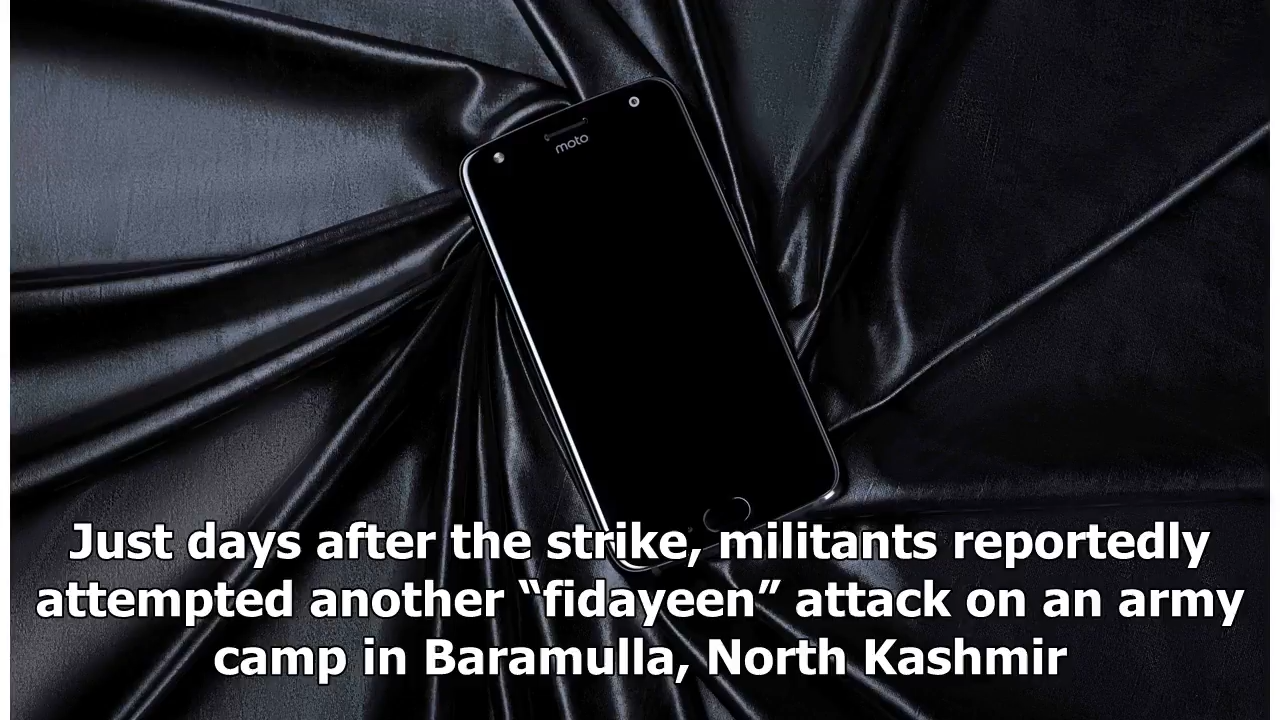 moto
Just days after the strike, militants reportedly
attempted another “fidayeen” attack on an army
camp in Baramulla, North Kashmir